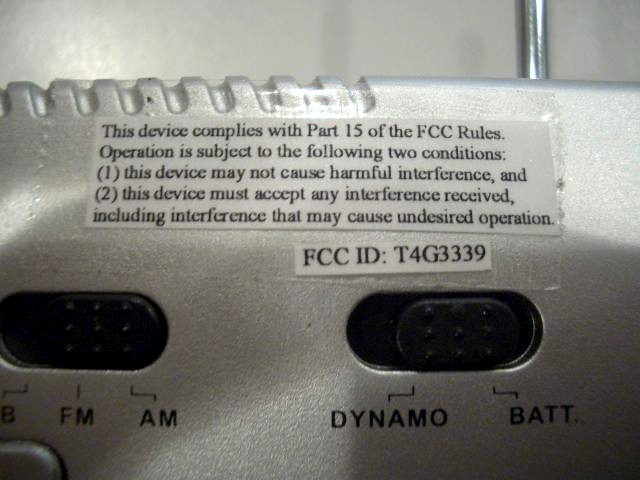 This device complies with Part 15 of the FCC Rules.
Operation is subject to the following two conditions:
(1) this device may not cause harmful interference, and
(2) this device must accept any interference received,
including interference that may cause undesired operation.
FCC ID: T4G3339
B FM AM
DYNAMO BATT.